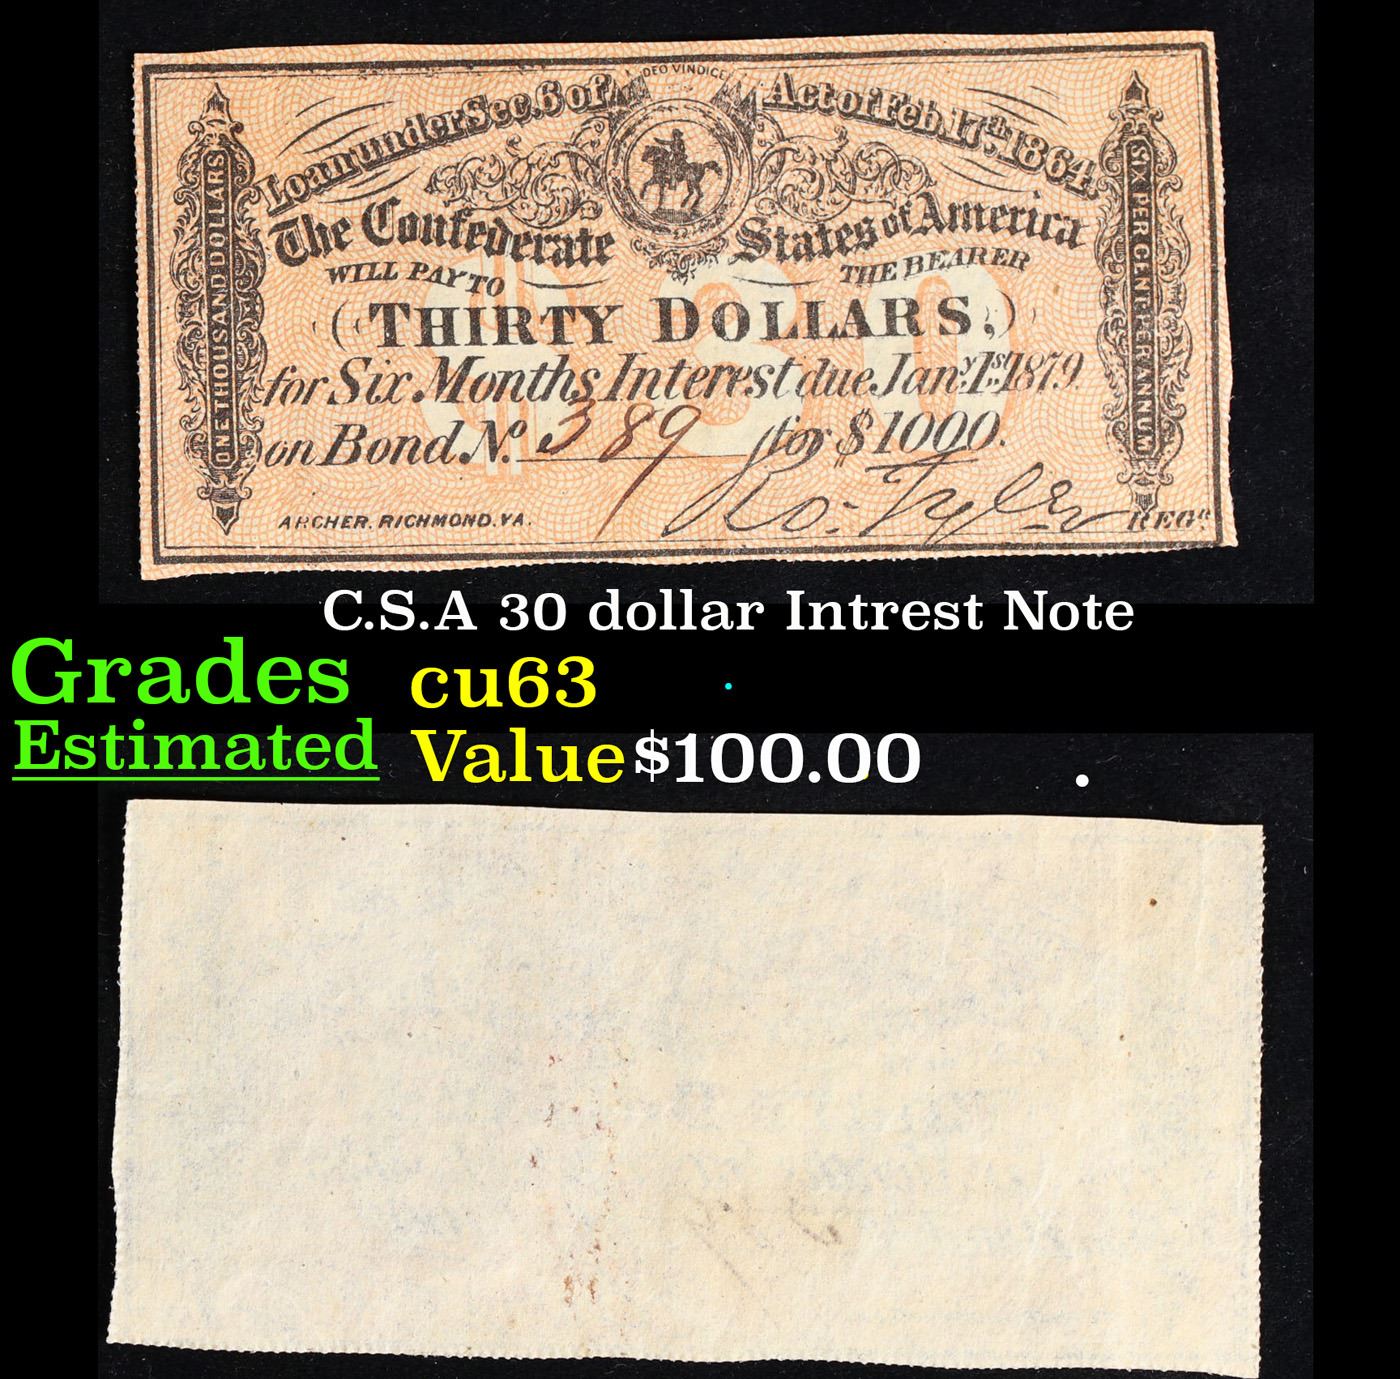 DEO VINDICE
Loan under Sec. 6 of Act of Feb. 17th 1864
The Confederate States of America
WILL PAY TO THE BEARER
THIRTY DOLLARS,
$30
for Six Months Interest due Jany. 1st 1879.
on Bond No. 389 for $1000.
Ro: Tyler
ARCHER. RICHMOND. VA.
REGR
ONE THOUSAND DOLLARS
SIX PER CENT PER ANNUM
C.S.A 30 dollar Intrest Note
Grades cu63
Estimated Value $100.00